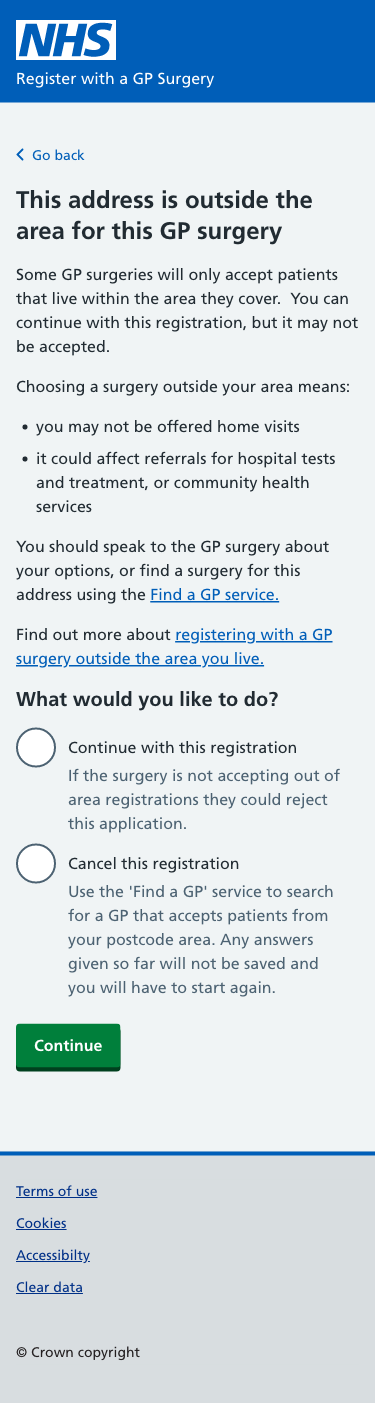 NHS
Register with a GP Surgery
Go back
This address is outside the
area for this GP surgery
Some GP surgeries will only accept patients
that live within the area they cover.  You can
continue with this registration, but it may not
be accepted.
Choosing a surgery outside your area means:
• you may not be offered home visits
• it could affect referrals for hospital tests
and treatment, or community health
services
You should speak to the GP surgery about
your options, or find a surgery for this
address using the Find a GP service.
Find out more about registering with a GP
surgery outside the area you live.
What would you like to do?
Continue with this registration
If the surgery is not accepting out of
area registrations they could reject
this application.
Cancel this registration
Use the 'Find a GP' service to search
for a GP that accepts patients from
your postcode area. Any answers
given so far will not be saved and
you will have to start again.
Continue
Terms of use
Cookies
Accessibilty
Clear data
© Crown copyright